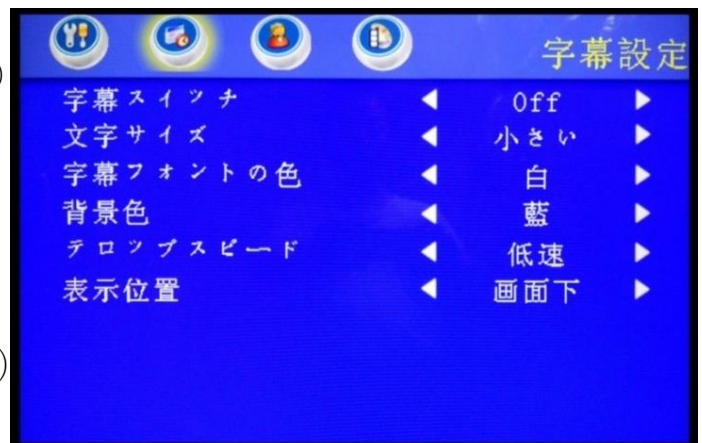 字幕設定
字幕スイッチ ◀ Off ▶
文字サイズ ◀ 小さい ▶
字幕フォントの色 ◀ 白 ▶
背景色 ◀ 藍 ▶
テロップスピード ◀ 低速 ▶
表示位置 ◀ 画面下 ▶